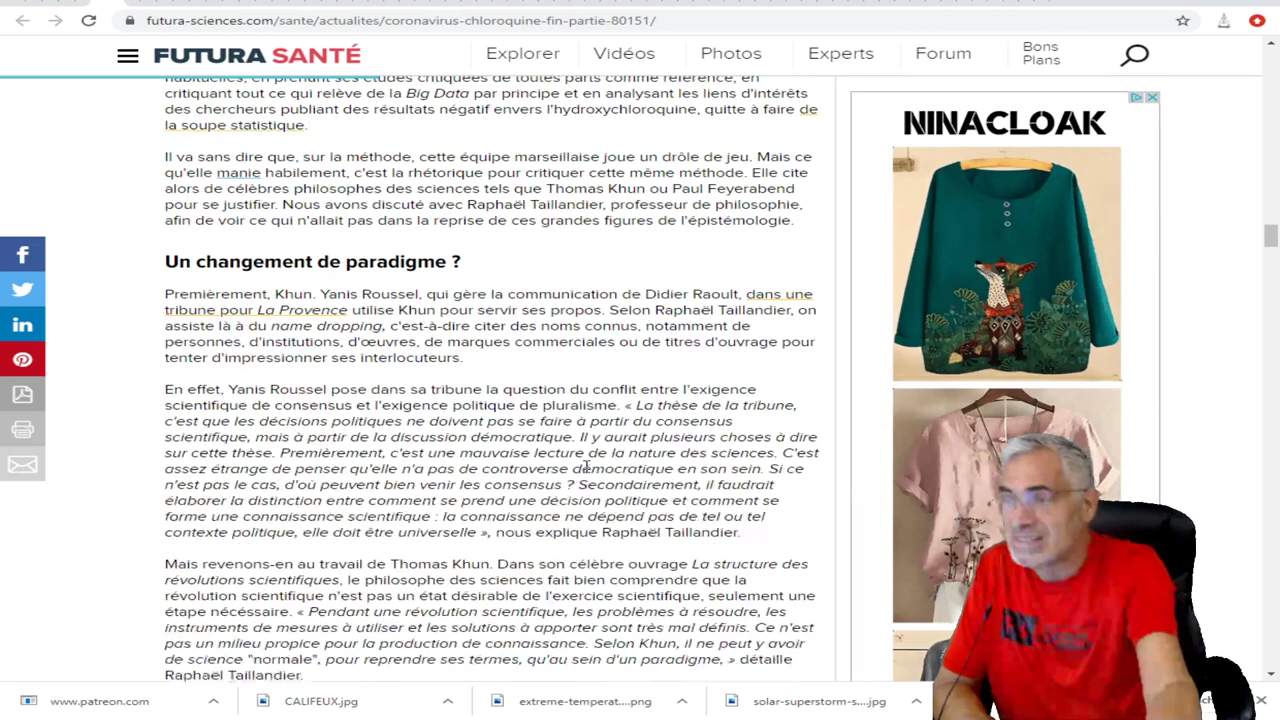 futura-sciences.com/sante/actualites/coronavirus-chloroquine-fin-partie-80151/
FUTURA SANTÉ
Explorer
Vidéos
Photos
Experts
Forum
Bons
Plans
habituelles, en prenant ses études critiquées de toutes parts comme référence, en
critiquant tout ce qui relève de la Big Data par principe et en analysant les liens d'intérêts
des chercheurs publiant des résultats négatif envers l'hydroxychloroquine, quitte à faire de
la soupe statistique.
Il va sans dire que, sur la méthode, cette équipe marseillaise joue un drôle de jeu. Mais ce
qu'elle manie habilement, c'est la rhétorique pour critiquer cette même méthode. Elle cite
alors de célèbres philosophes des sciences tels que Thomas Khun ou Paul Feyerabend
pour se justifier. Nous avons discuté avec Raphaël Taillandier, professeur de philosophie,
afin de voir ce qui n'allait pas dans la reprise de ces grandes figures de l'épistémologie.
Un changement de paradigme ?
Premièrement, Khun. Yanis Roussel, qui gère la communication de Didier Raoult, dans une
tribune pour La Provence utilise Khun pour servir ses propos. Selon Raphaël Taillandier, on
assiste là à du name dropping, c'est-à-dire citer des noms connus, notamment de
personnes, d'institutions, d'œuvres, de marques commerciales ou de titres d'ouvrage pour
tenter d'impressionner ses interlocuteurs.
En effet, Yanis Roussel pose dans sa tribune la question du conflit entre l'exigence
scientifique de consensus et l'exigence politique de pluralisme. « La thèse de la tribune,
c'est que les décisions politiques ne doivent pas se faire à partir du consensus
scientifique, mais à partir de la discussion démocratique. Il y aurait plusieurs choses à dire
sur cette thèse. Premièrement, c'est une mauvaise lecture de la nature des sciences. C'est
assez étrange de penser qu'elle n'a pas de controverse démocratique en son sein. Si ce
n'est pas le cas, d'où peuvent bien venir les consensus ? Secondairement, il faudrait
élaborer la distinction entre comment se prend une décision politique et comment se
forme une connaissance scientifique : la connaissance ne dépend pas de tel ou tel
contexte politique, elle doit être universelle », nous explique Raphaël Taillandier.
Mais revenons-en au travail de Thomas Khun. Dans son célèbre ouvrage La structure des
révolutions scientifiques, le philosophe des sciences fait bien comprendre que la
révolution scientifique n'est pas un état désirable de l'exercice scientifique, seulement une
étape nécessaire. « Pendant une révolution scientifique, les problèmes à résoudre, les
instruments de mesures à utiliser et les solutions à apporter sont très mal définis. Ce n'est
pas un milieu propice pour la production de connaissance. Selon Khun, il ne peut y avoir
de science "normale", pour reprendre ses termes, qu'au sein d'un paradigme, » détaille
Raphaël Taillandier.
NINACLOAK
www.patreon.com
CALIFEUX.jpg
extreme-temperat....png
solar-superstorm-s....jpg